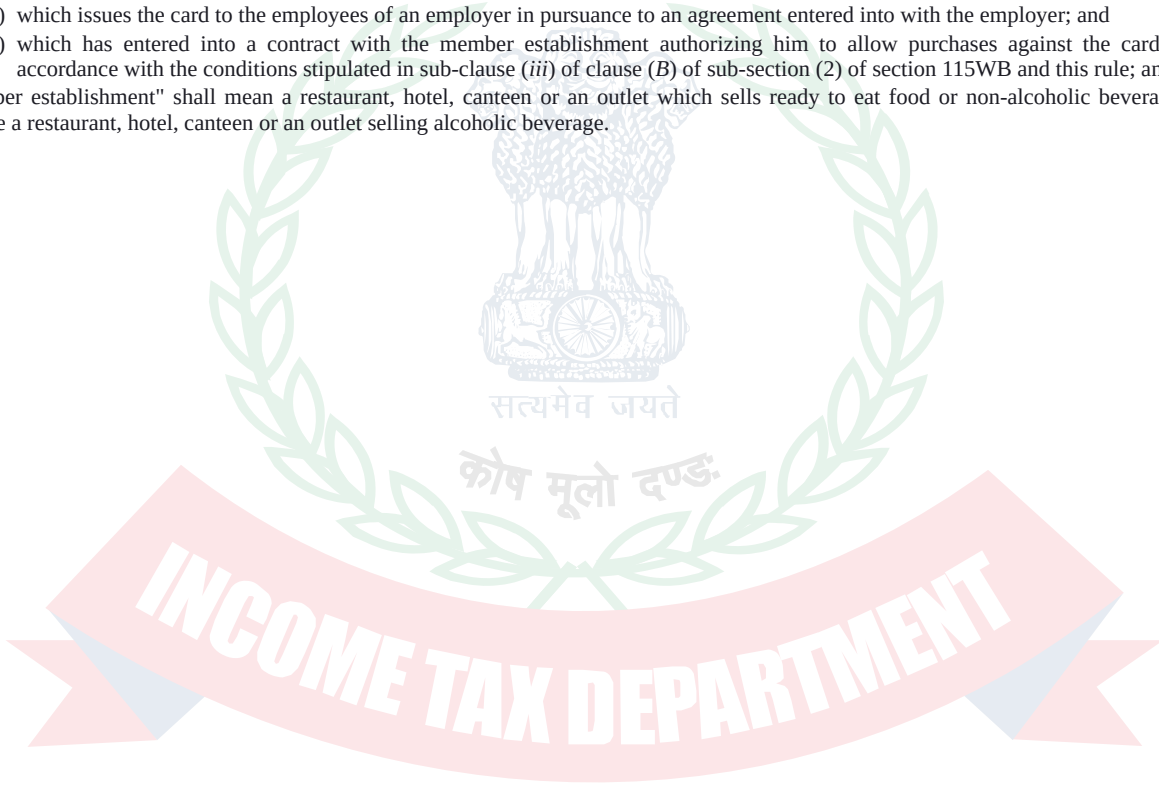 ) which issues the card to the employees of an employer in pursuance to an agreement entered into with the employer; and
) which has entered into a contract with the member establishment authorizing him to allow purchases against the card
accordance with the conditions stipulated in sub-clause (iii) of clause (B) of sub-section (2) of section 115WB and this rule; an
ber establishment" shall mean a restaurant, hotel, canteen or an outlet which sells ready to eat food or non-alcoholic bevera
e a restaurant, hotel, canteen or an outlet selling alcoholic beverage.
सत्यमेव जयते
कोष मूलो दण्डः
INCOME TAX DEPARTMENT